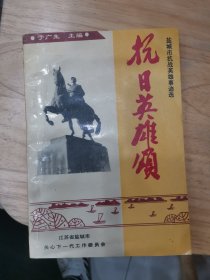 ●于广生　主编●
盐城市抗战英雄事迹选
抗日英雄颂
江苏省盐城市
关心下一代工作委员会